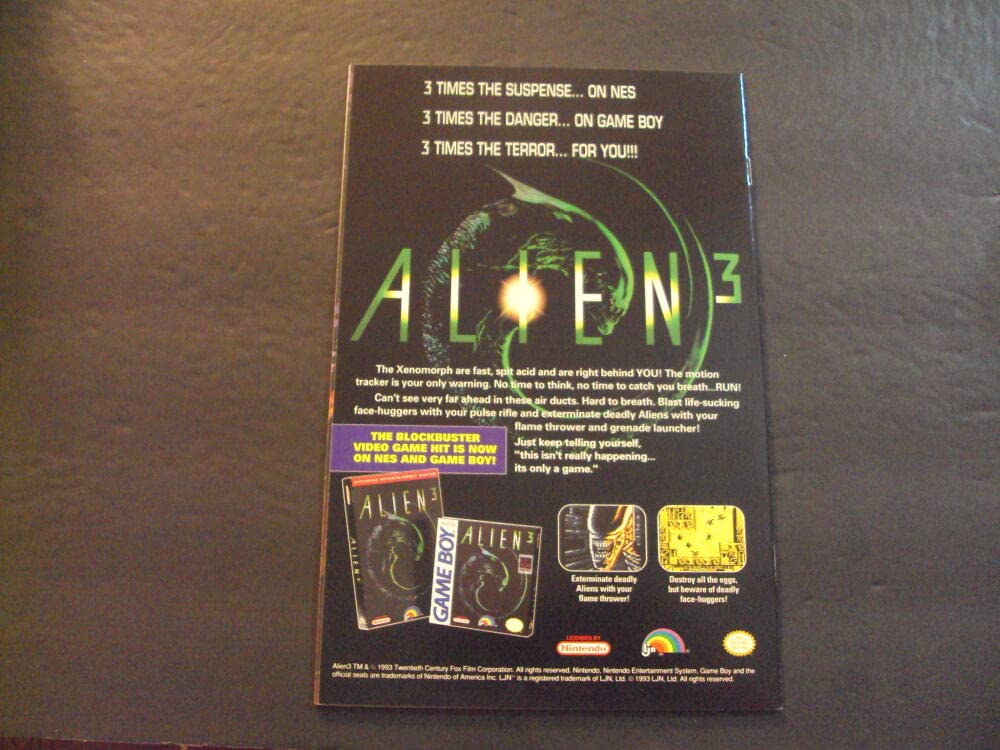 3 TIMES THE SUSPENSE... ON NES
3 TIMES THE DANGER... ON GAME BOY
3 TIMES THE TERROR... FOR YOU!!!
ALIEN 3
The Xenomorph are fast, spit acid and are right behind YOU! The motion
tracker is your only warning. No time to think, no time to catch you breath...RUN!
Can't see very far ahead in these air ducts. Hard to breath. Blast life-sucking
face-huggers with your pulse rifle and exterminate deadly Aliens with your
flame thrower and grenade launcher!
Just keep telling yourself,
"this isn't really happening...
its only a game."
THE BLOCKBUSTER
VIDEO GAME HIT IS NOW
ON NES AND GAME BOY!
NINTENDO ENTERTAINMENT SYSTEM
ALIEN 3
ALIEN 3
GAME BOY
ALIEN 3
Exterminate deadly
Aliens with your
flame thrower!
Destroy all the eggs,
but beware of deadly
face-huggers!
LICENSED BY
Nintendo
LJN
Alien3 TM & © 1993 Twentieth Century Fox Film Corporation. All rights reserved. Nintendo, Nintendo Entertainment System, Game Boy and the
official seals are trademarks of Nintendo of America Inc. LJN™ is a registered trademark of LJN, Ltd. © 1993 LJN, Ltd. All rights reserved.